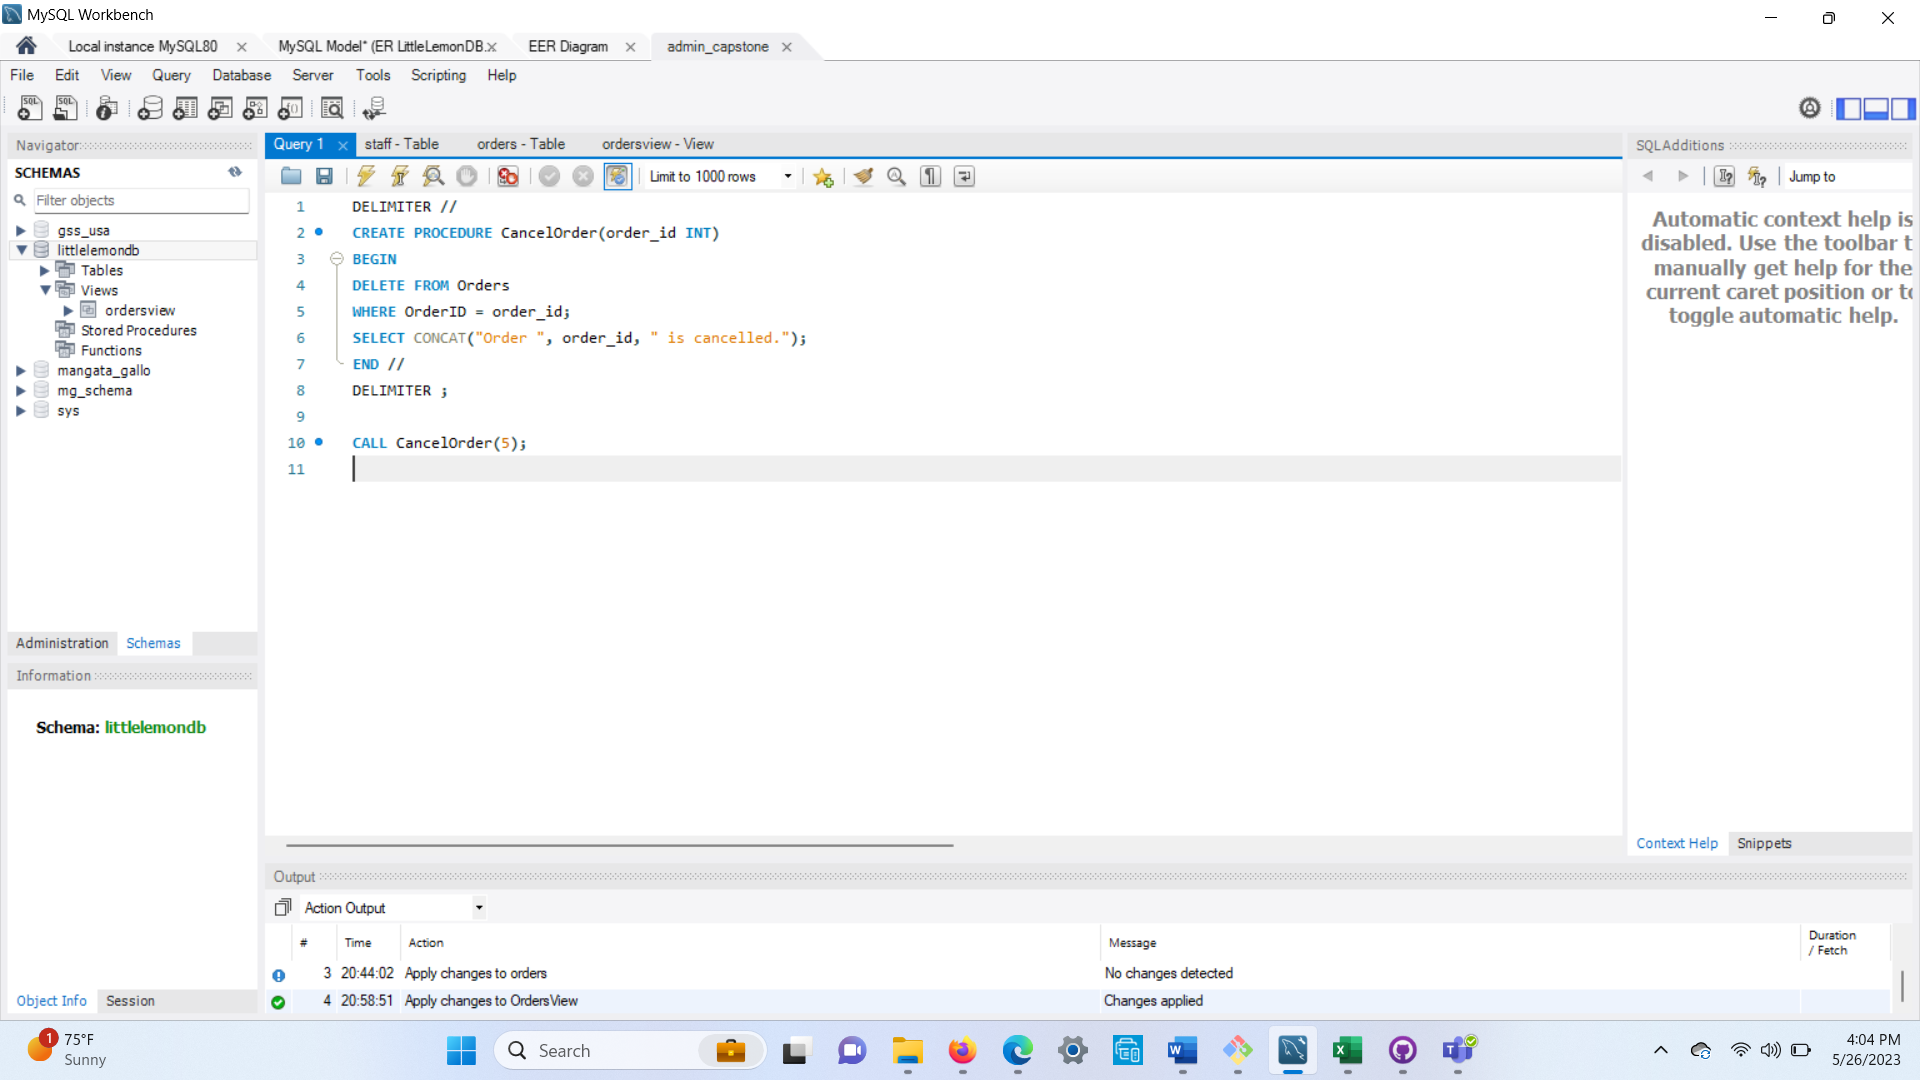 MySQL Workbench
Local instance MySQL80
MySQL Model* (ER LittleLemonDB.
EER Diagram
admin_capstone
File Edit View Query Database Server Tools Scripting Help
Navigator
SCHEMAS
Filter objects
gss_usa
littlelemondb
Tables
Views
ordersview
Stored Procedures
Functions
mangata_gallo
mg_schema
sys
Administration Schemas
Information
Schema: littlelemondb
Object Info Session
Query 1 staff - Table orders - Table ordersview - View
Limit to 1000 rows
1 DELIMITER //
2 CREATE PROCEDURE CancelOrder(order_id INT)
3 BEGIN
4 DELETE FROM Orders
5 WHERE OrderID = order_id;
6 SELECT CONCAT("Order ", order_id, " is cancelled.");
7 END //
8 DELIMITER ;
9
10 CALL CancelOrder(5);
11
SQLAdditions
Jump to
Automatic context help is
disabled. Use the toolbar t
manually get help for the
current caret position or to
toggle automatic help.
Context Help Snippets
Output
Action Output
# Time Action Message Duration / Fetch
3 20:44:02 Apply changes to orders No changes detected
4 20:58:51 Apply changes to OrdersView Changes applied
1
75°F
Sunny
Search
4:04 PM
5/26/2023